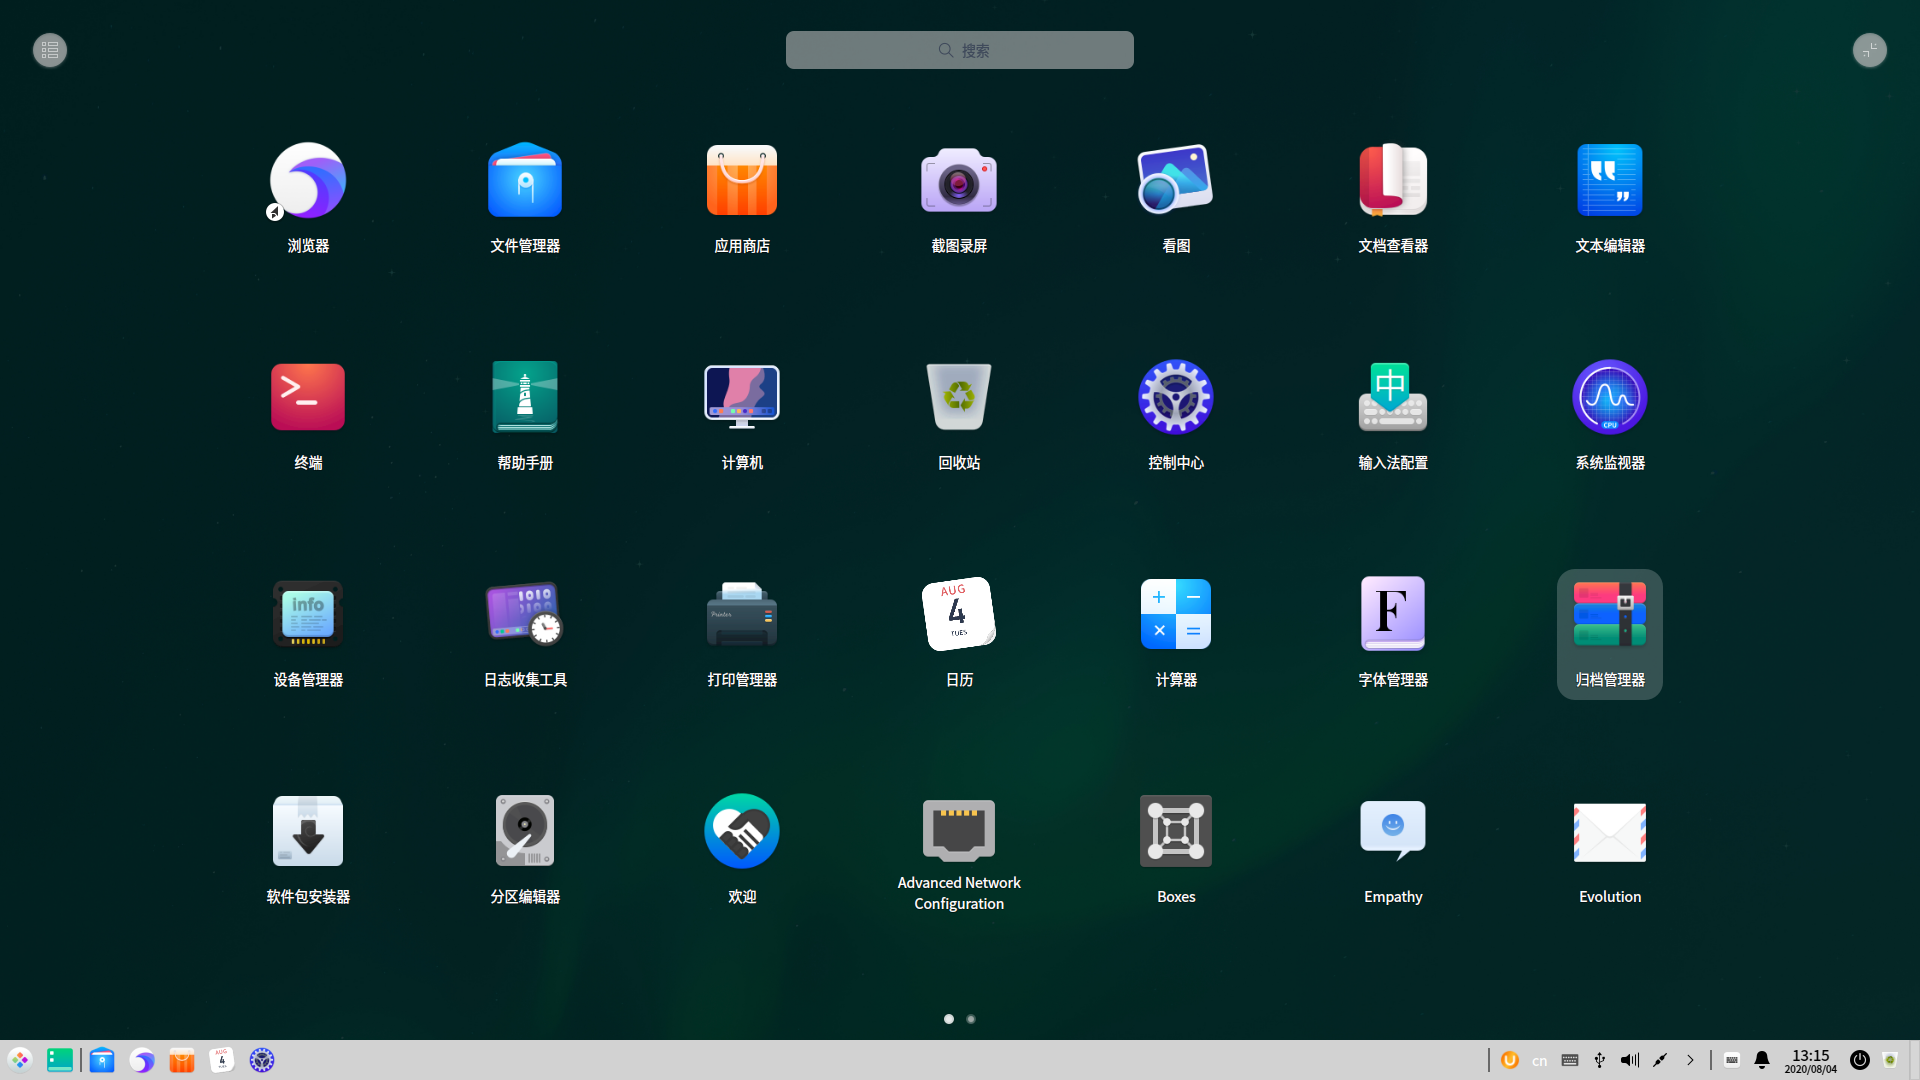 搜索
浏览器
文件管理器
应用商店
截图录屏
看图
文档查看器
文本编辑器
终端
帮助手册
计算机
回收站
控制中心
中
输入法配置
CPU
系统监视器
info
设备管理器
1010
日志收集工具
Printer
打印管理器
AUG
4
TUES
日历
计算器
F
字体管理器
归档管理器
软件包安装器
分区编辑器
欢迎
Advanced Network
Configuration
Boxes
Empathy
Evolution
AUG
4
cn
13:15
2020/08/04